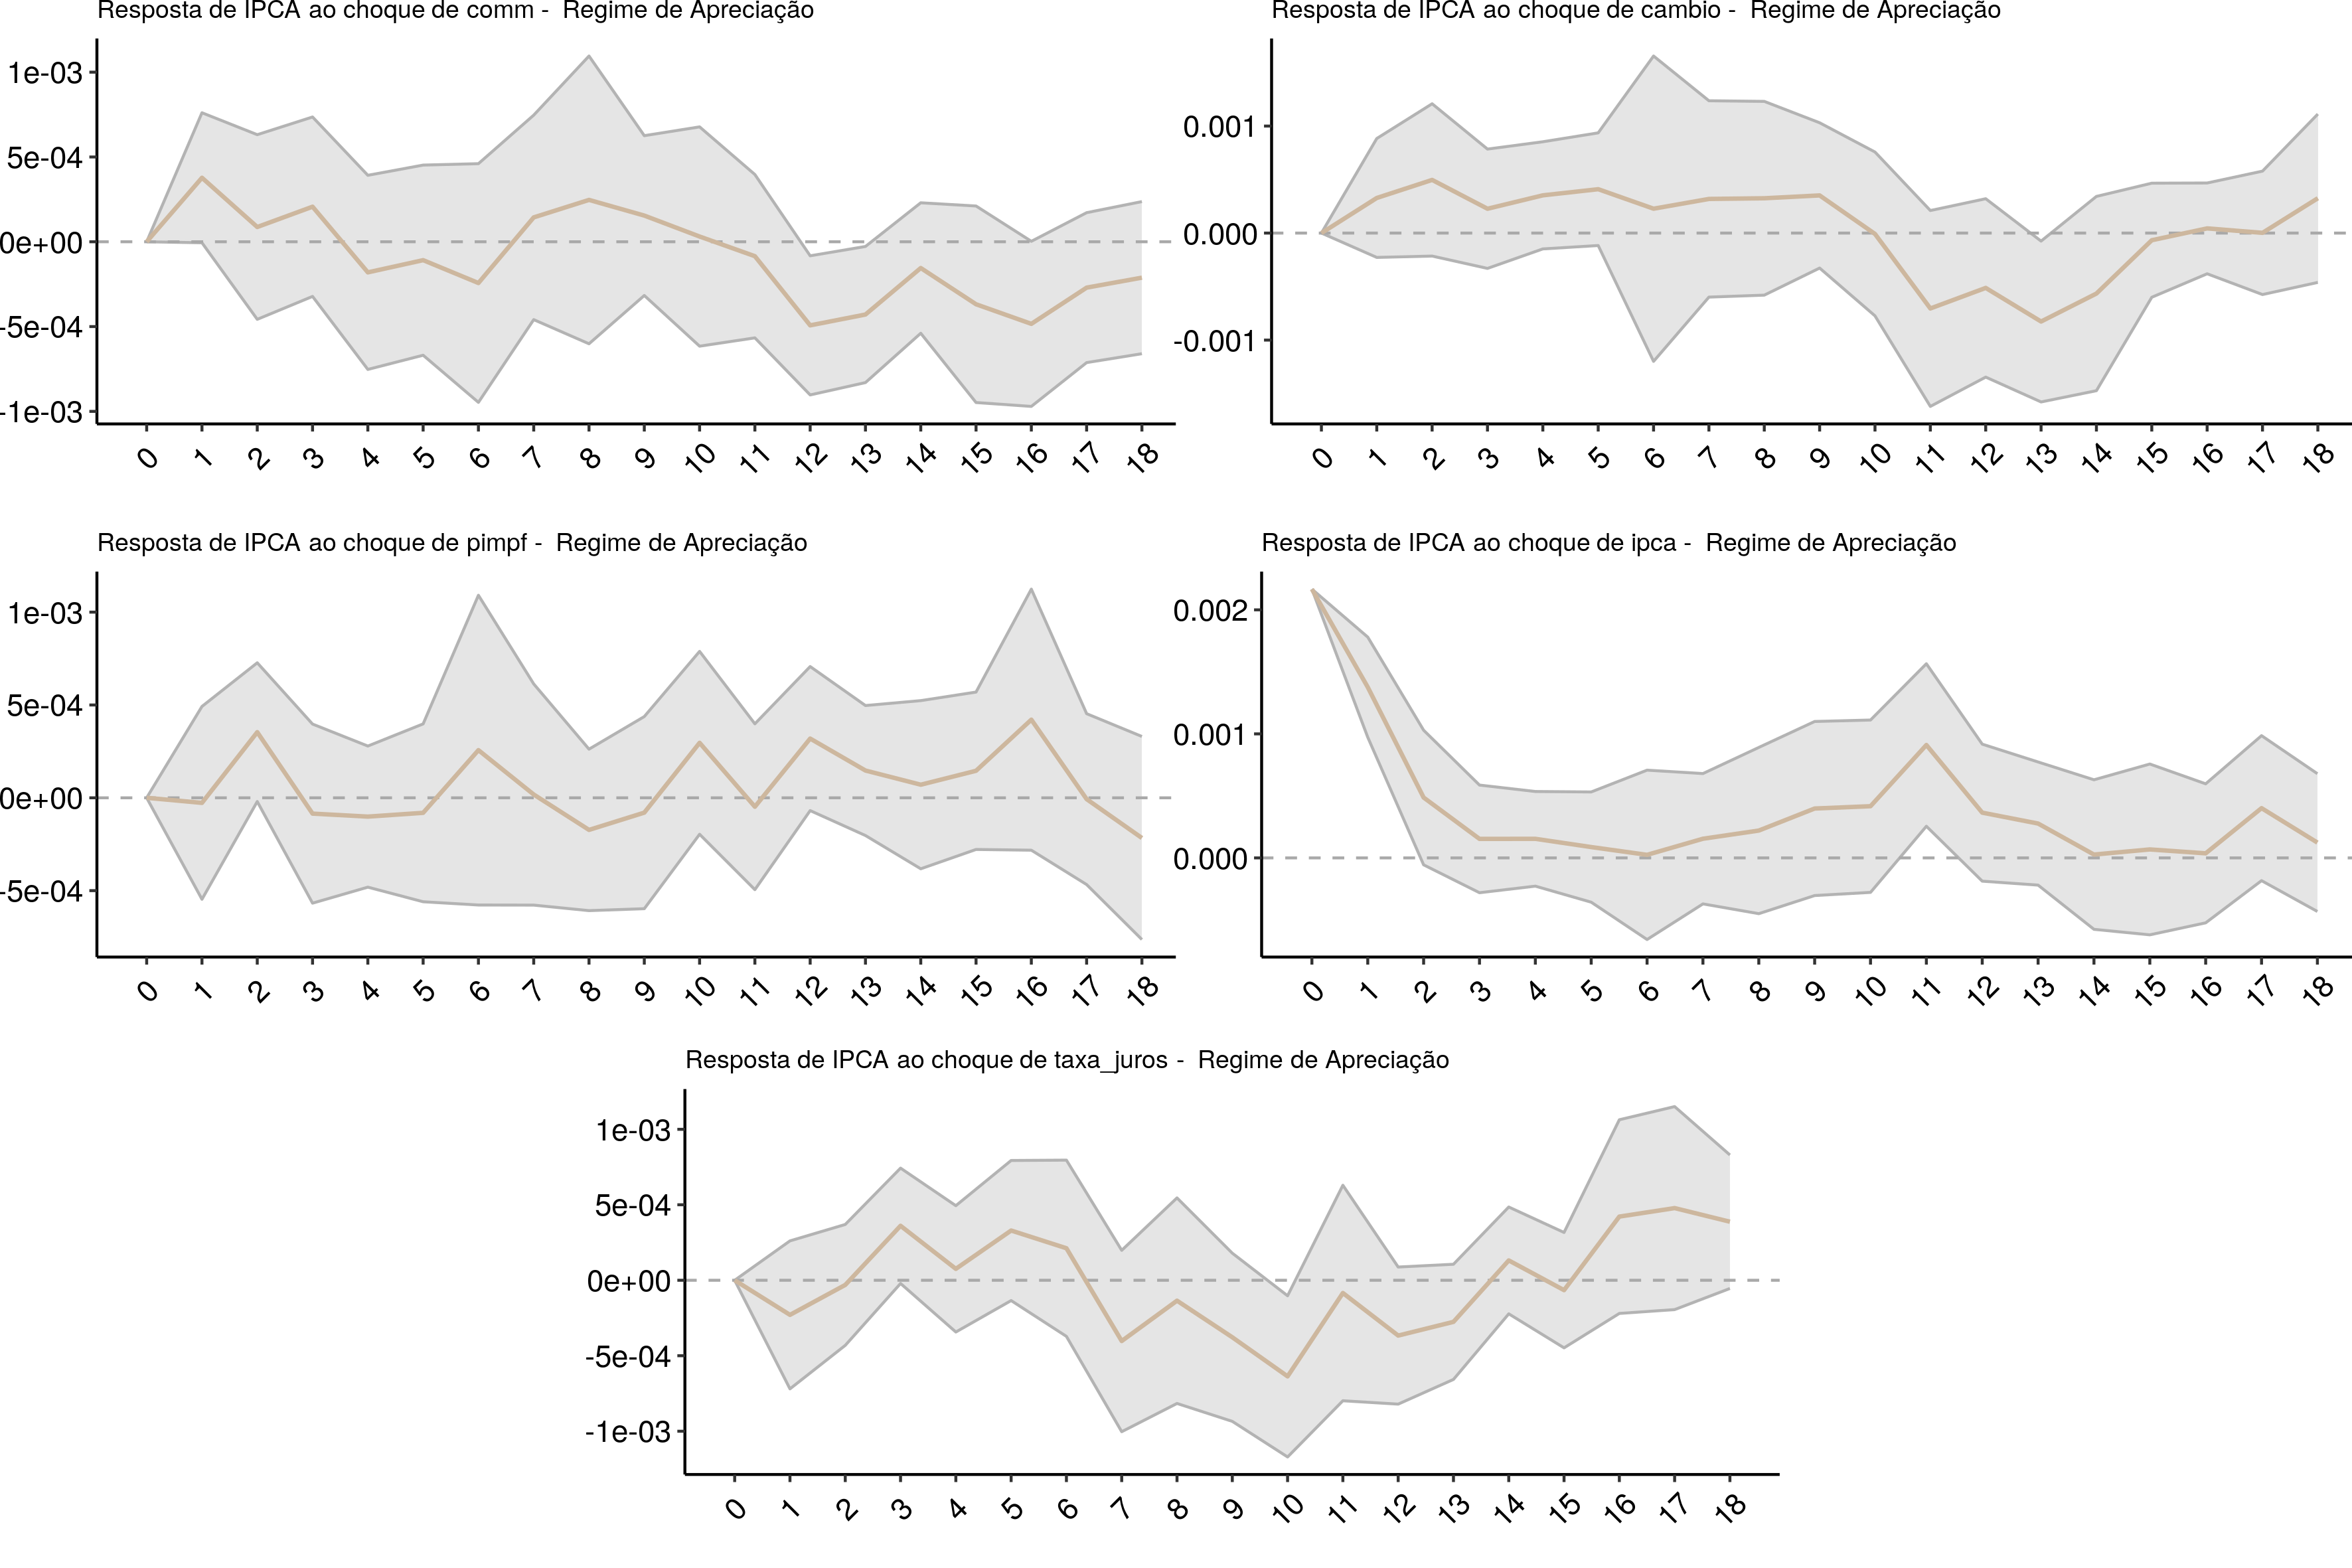 Resposta de IPCA ao choque de comm -  Regime de Apreciação
1e-03
5e-04
0e+00
-5e-04
-1e-03
0 1 2 3 4 5 6 7 8 9 10 11 12 13 14 15 16 17 18
Resposta de IPCA ao choque de cambio -  Regime de Apreciação
0.001
0.000
-0.001
0 1 2 3 4 5 6 7 8 9 10 11 12 13 14 15 16 17 18
Resposta de IPCA ao choque de pimpf -  Regime de Apreciação
1e-03
5e-04
0e+00
-5e-04
0 1 2 3 4 5 6 7 8 9 10 11 12 13 14 15 16 17 18
Resposta de IPCA ao choque de ipca -  Regime de Apreciação
0.002
0.001
0.000
0 1 2 3 4 5 6 7 8 9 10 11 12 13 14 15 16 17 18
Resposta de IPCA ao choque de taxa_juros -  Regime de Apreciação
1e-03
5e-04
0e+00
-5e-04
-1e-03
0 1 2 3 4 5 6 7 8 9 10 11 12 13 14 15 16 17 18